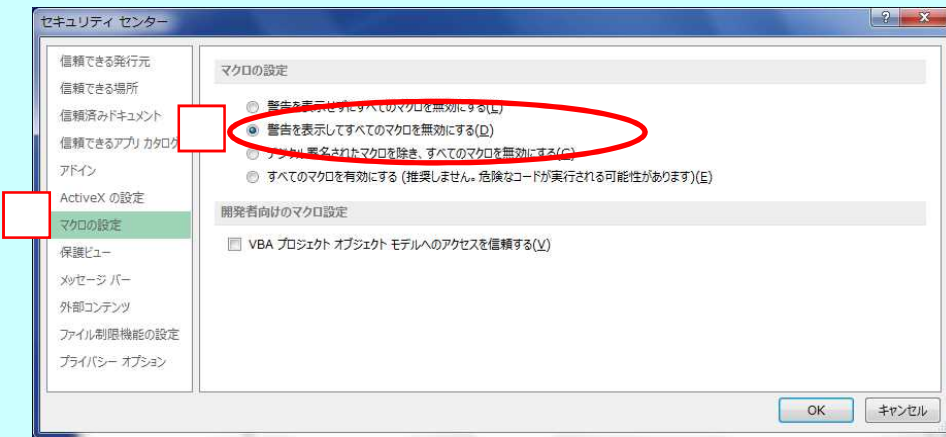 セキュリティ センター
信頼できる発行元
信頼できる場所
信頼済みドキュメント
信頼できるアプリ カタログ
アドイン
ActiveX の設定
マクロの設定
保護ビュー
メッセージ バー
外部コンテンツ
ファイル制限機能の設定
プライバシー オプション
マクロの設定
警告を表示せずにすべてのマクロを無効にする(L)
警告を表示してすべてのマクロを無効にする(D)
デジタル署名されたマクロを除き、すべてのマクロを無効にする(G)
すべてのマクロを有効にする (推奨しません。危険なコードが実行される可能性があります)(E)
開発者向けのマクロ設定
VBA プロジェクト オブジェクト モデルへのアクセスを信頼する(V)
OK
キャンセル